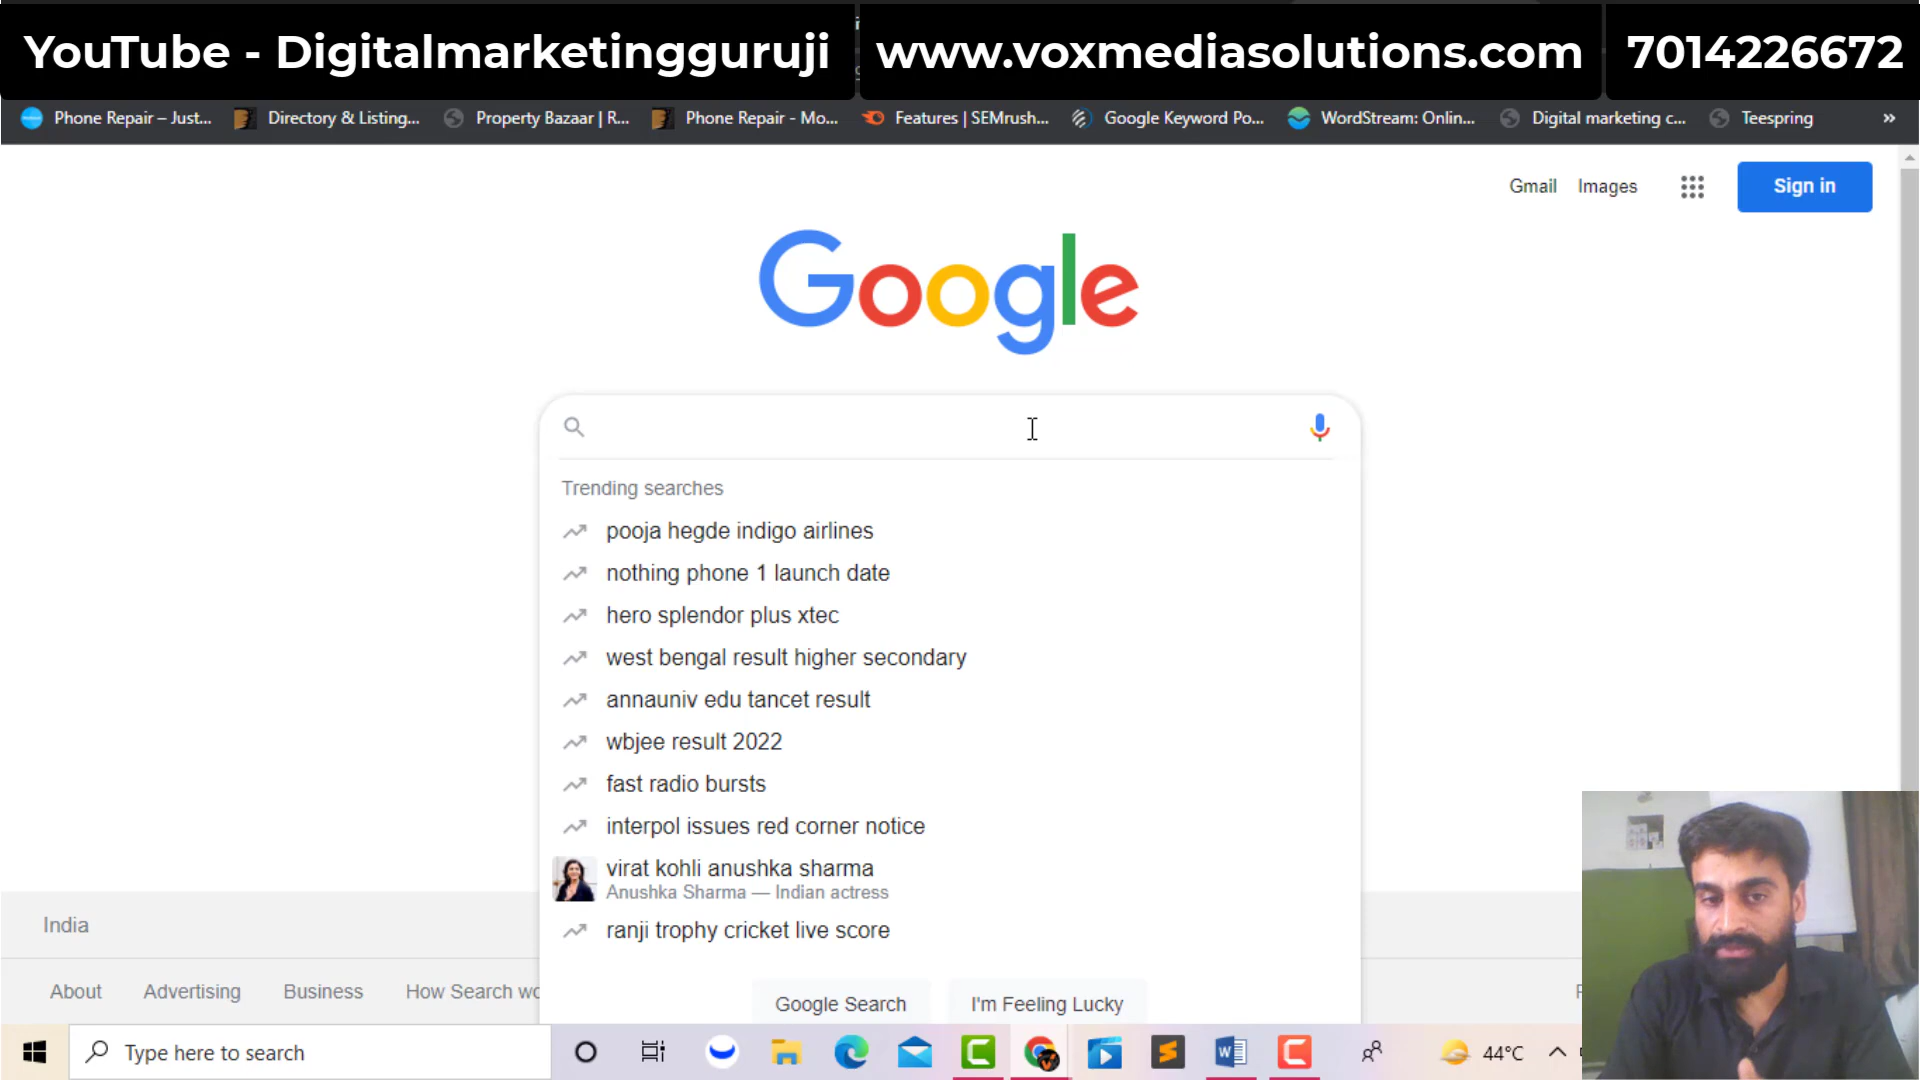 YouTube - Digitalmarketingguruji www.voxmediasolutions.com 7014226672
Phone Repair – Just... Directory & Listing... Property Bazaar | R... Phone Repair - Mo... Features | SEMrush... Google Keyword Po... WordStream: Onlin... Digital marketing c... Teespring »
Gmail Images Sign in
Google
Trending searches
pooja hegde indigo airlines
nothing phone 1 launch date
hero splendor plus xtec
west bengal result higher secondary
annauniv edu tancet result
wbjee result 2022
fast radio bursts
interpol issues red corner notice
virat kohli anushka sharma
Anushka Sharma — Indian actress
ranji trophy cricket live score
India
About Advertising Business How Search wo
Google Search I'm Feeling Lucky
Type here to search 44°C